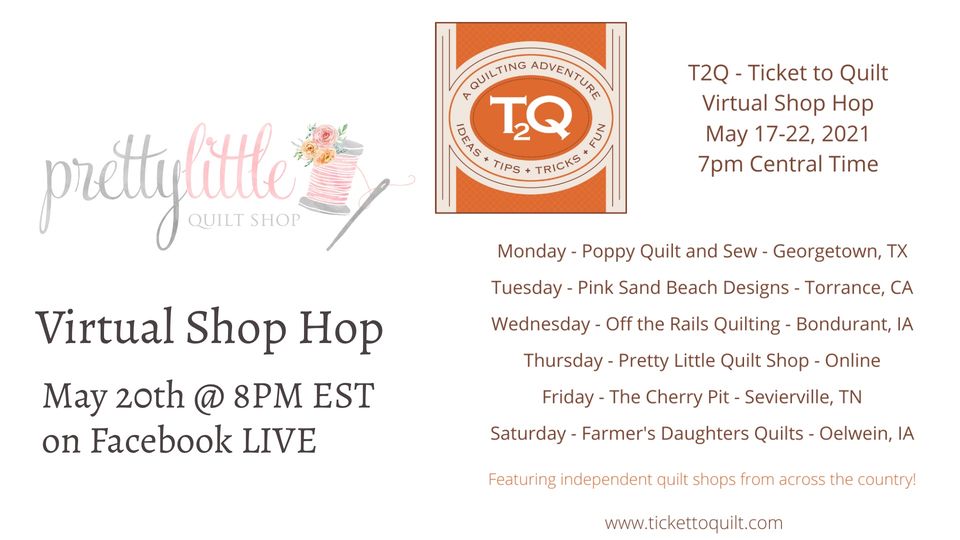 prettylittle
QUILT SHOP
Virtual Shop Hop
May 20th @ 8PM EST
on Facebook LIVE
A QUILTING ADVENTURE
T2Q
IDEAS + TIPS + TRICKS + FUN
T2Q - Ticket to Quilt
Virtual Shop Hop
May 17-22, 2021
7pm Central Time
Monday - Poppy Quilt and Sew - Georgetown, TX
Tuesday - Pink Sand Beach Designs - Torrance, CA
Wednesday - Off the Rails Quilting - Bondurant, IA
Thursday - Pretty Little Quilt Shop - Online
Friday - The Cherry Pit - Sevierville, TN
Saturday - Farmer's Daughters Quilts - Oelwein, IA
Featuring independent quilt shops from across the country!
www.tickettoquilt.com